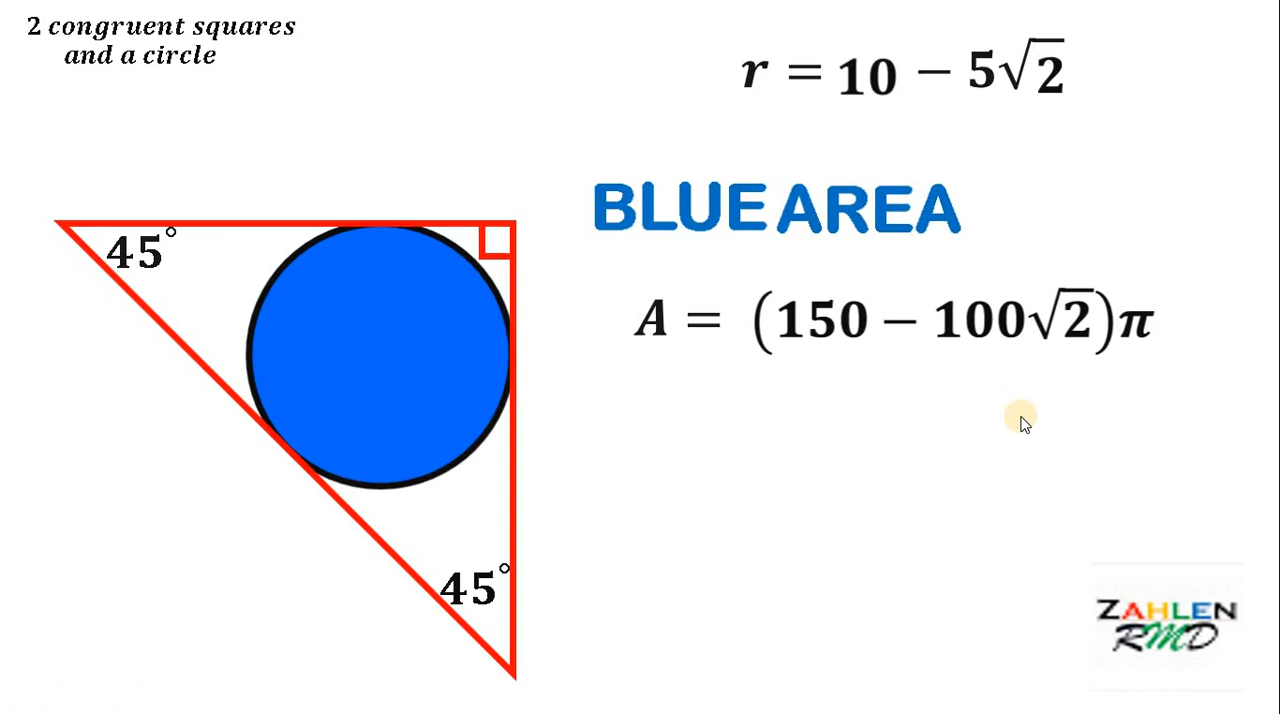 2 congruent squares
and a circle
r = 10 − 5√2
BLUE AREA
45°
A = (150 − 100√2)π
45°
ZAHLEN
RMD